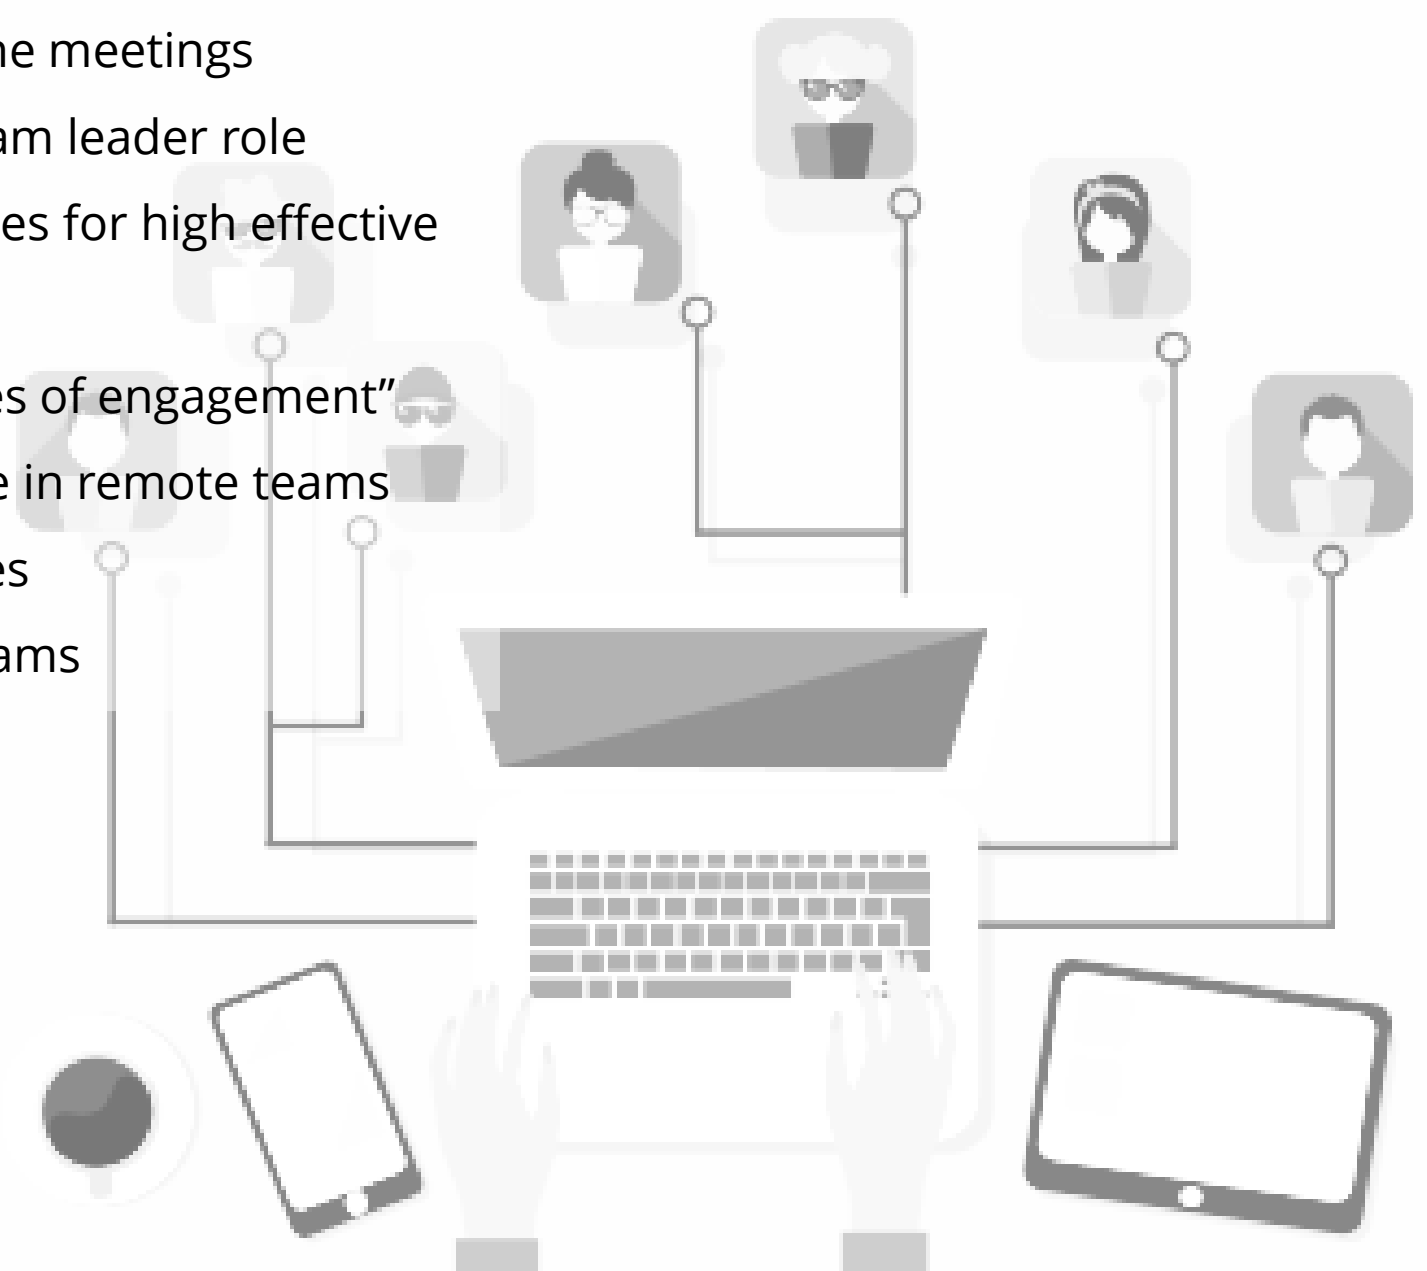 ne meetings
am leader role
es for high effective
es of engagement”
e in remote teams
es
ams